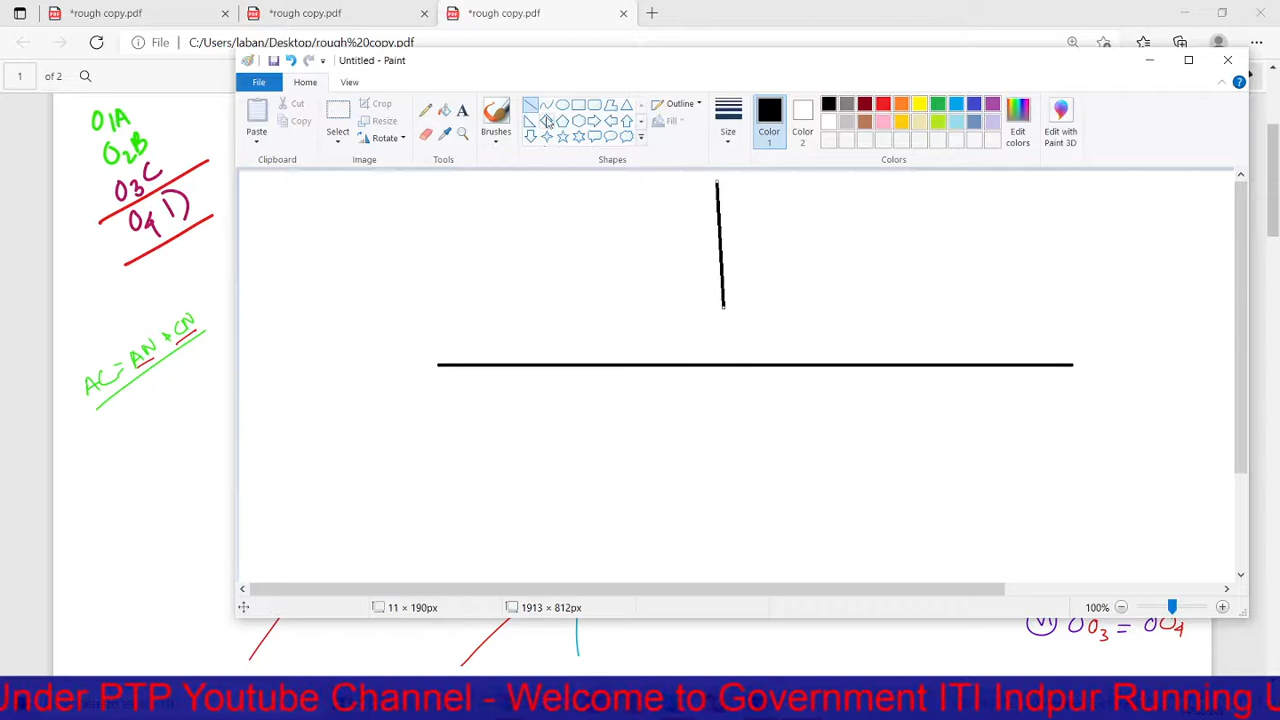 *rough copy.pdf
*rough copy.pdf
*rough copy.pdf
File
C:/Users/laban/Desktop/rough%20copy.pdf
1
of 2
Untitled - Paint
File
Home
View
Paste
Cut
Copy
Clipboard
Select
Crop
Resize
Rotate
Image
Tools
Brushes
Outline
Fill
Shapes
Size
Color 1
Color 2
Edit colors
Edit with Paint 3D
Colors
O1A
O2B
O3C
O4D
AC = AN + CN
11 × 190px
1913 × 812px
100%
(VI) OO3 = OO4
Under PTP Youtube Channel - Welcome to Government ITI Indpur Running U